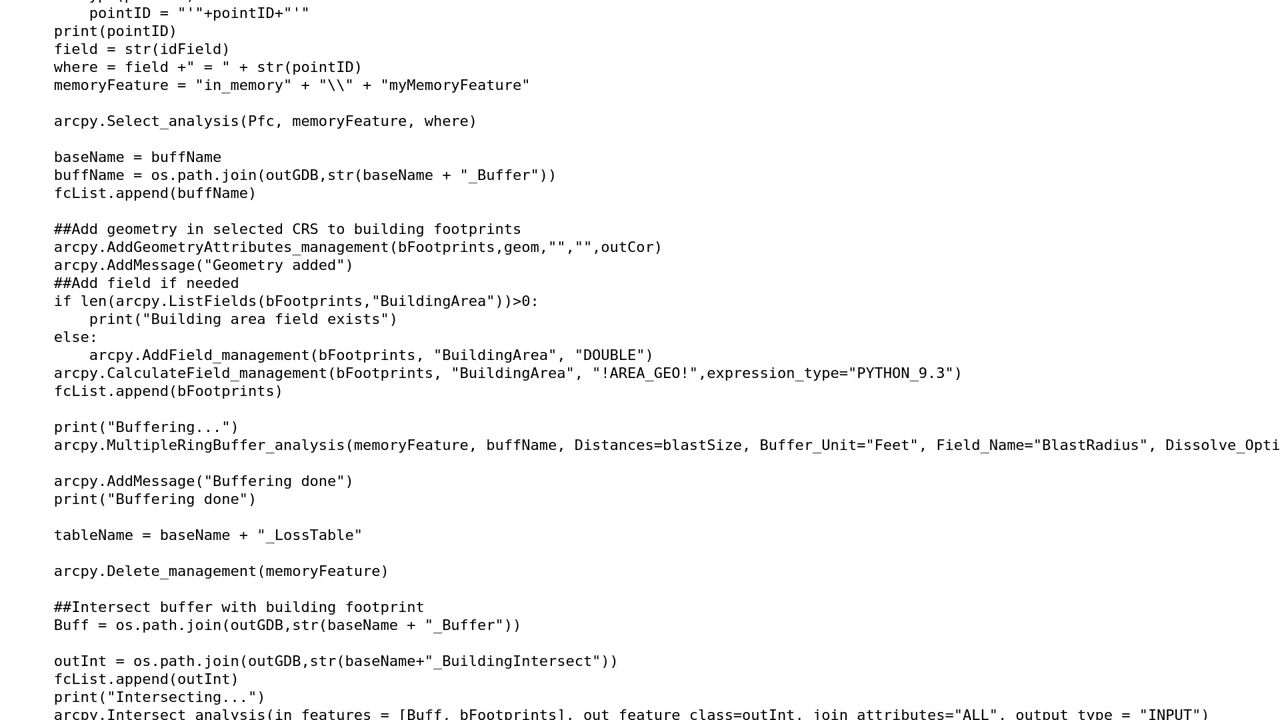 pointID = "'"+pointID+"'"
print(pointID)
field = str(idField)
where = field +" = " + str(pointID)
memoryFeature = "in_memory" + "\\" + "myMemoryFeature"
arcpy.Select_analysis(Pfc, memoryFeature, where)
baseName = buffName
buffName = os.path.join(outGDB,str(baseName + "_Buffer"))
fcList.append(buffName)
##Add geometry in selected CRS to building footprints
arcpy.AddGeometryAttributes_management(bFootprints,geom,"","",outCor)
arcpy.AddMessage("Geometry added")
##Add field if needed
if len(arcpy.ListFields(bFootprints,"BuildingArea"))>0:
print("Building area field exists")
else:
arcpy.AddField_management(bFootprints, "BuildingArea", "DOUBLE")
arcpy.CalculateField_management(bFootprints, "BuildingArea", "!AREA_GEO!",expression_type="PYTHON_9.3")
fcList.append(bFootprints)
print("Buffering...")
arcpy.MultipleRingBuffer_analysis(memoryFeature, buffName, Distances=blastSize, Buffer_Unit="Feet", Field_Name="BlastRadius", Dissolve_Opti
arcpy.AddMessage("Buffering done")
print("Buffering done")
tableName = baseName + "_LossTable"
arcpy.Delete_management(memoryFeature)
##Intersect buffer with building footprint
Buff = os.path.join(outGDB,str(baseName + "_Buffer"))
outInt = os.path.join(outGDB,str(baseName+"_BuildingIntersect"))
fcList.append(outInt)
print("Intersecting...")
arcpy.Intersect_analysis(in_features = [Buff, bFootprints], out_feature_class=outInt, join_attributes="ALL", output_type = "INPUT")